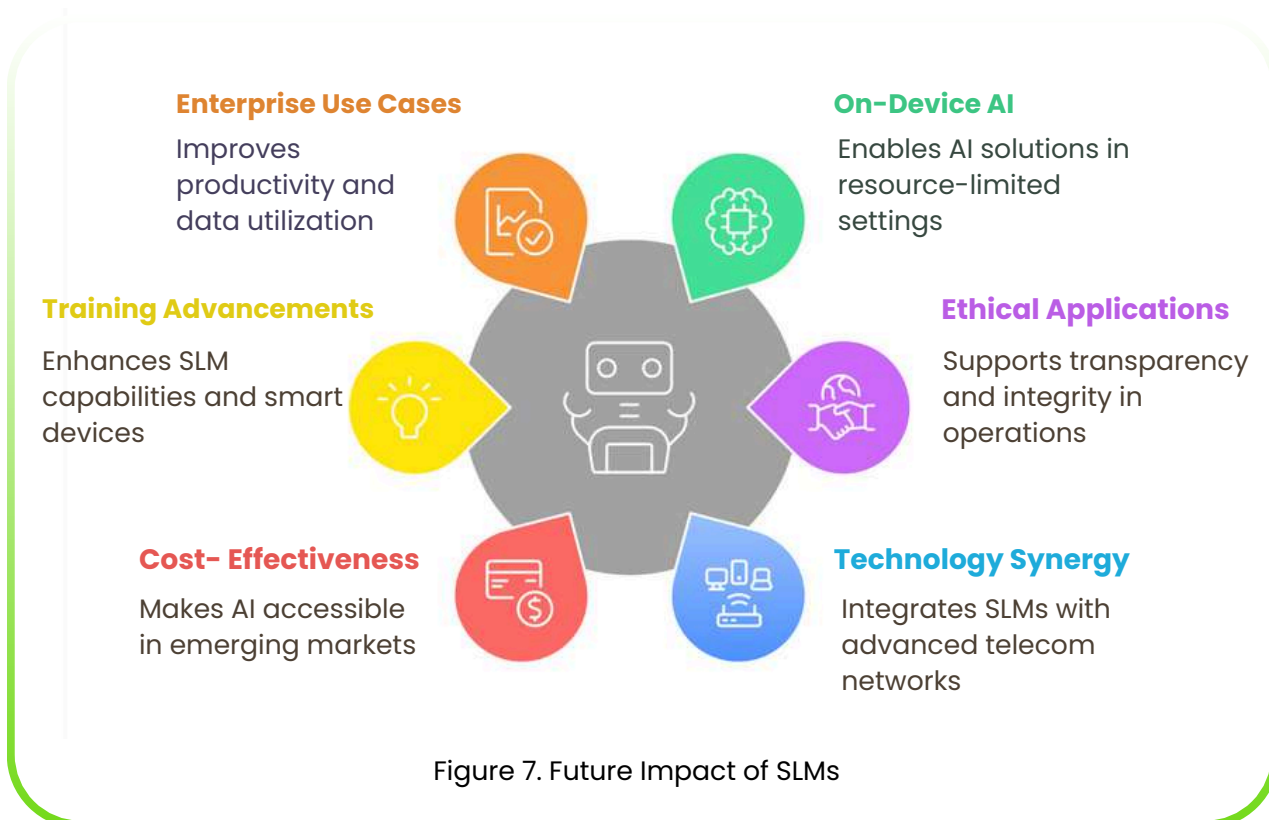 Enterprise Use Cases
Improves
productivity and
data utilization
On-Device AI
Enables AI solutions in
resource-limited
settings
Training Advancements
Enhances SLM
capabilities and smart
devices
Ethical Applications
Supports transparency
and integrity in
operations
Cost- Effectiveness
Makes AI accessible
in emerging markets
Technology Synergy
Integrates SLMs with
advanced telecom
networks
$
Figure 7. Future Impact of SLMs